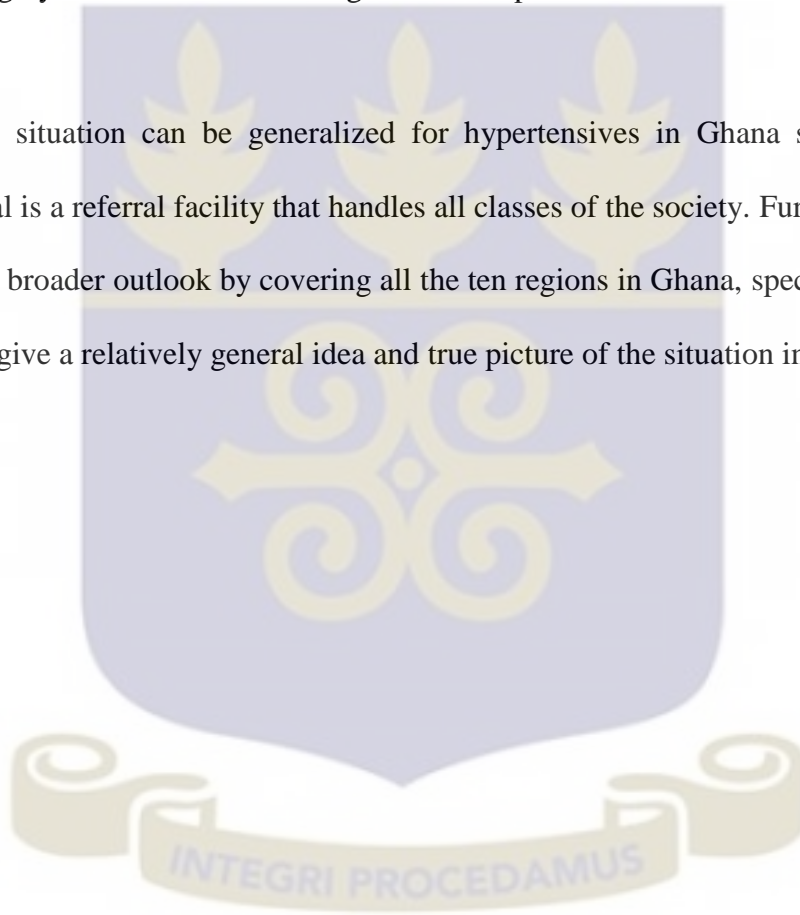 situation can be generalized for hypertensives in Ghana s
al is a referral facility that handles all classes of the society. Fur
broader outlook by covering all the ten regions in Ghana, spec
give a relatively general idea and true picture of the situation in
INTEGRI PROCEDAMUS